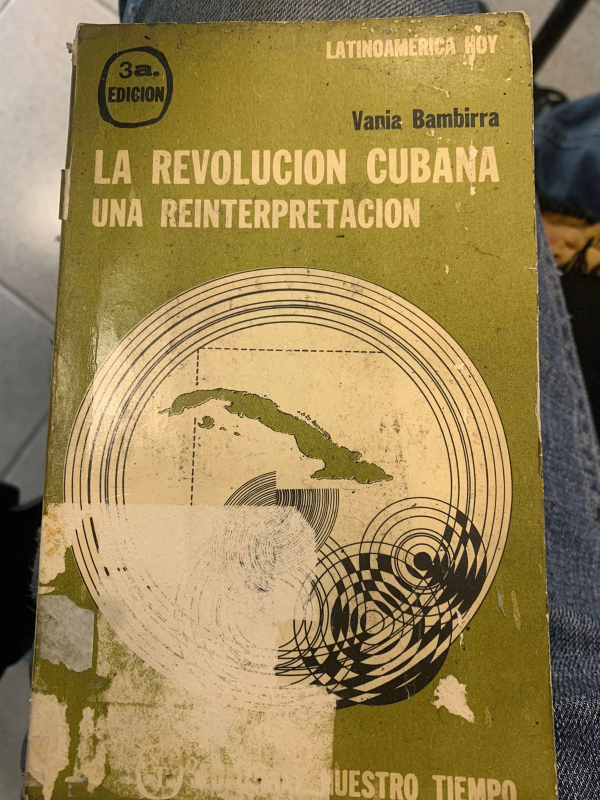 3a.
EDICION
LATINOAMERICA HOY
Vania Bambirra
LA REVOLUCION CUBANA
UNA REINTERPRETACION
NUESTRO TIEMPO